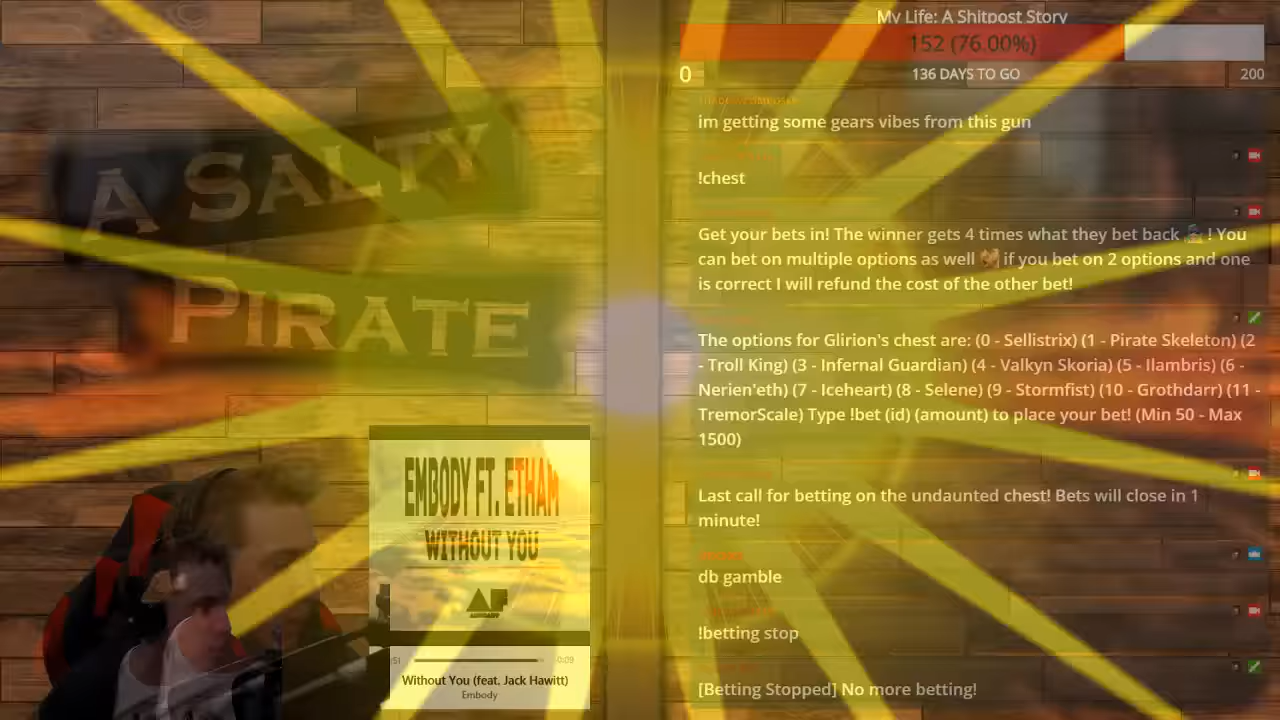 My Life: A Shitpost Story
152 (76.00%)
0
136 DAYS TO GO
200
im getting some gears vibes from this gun
!chest
Get your bets in! The winner gets 4 times what they bet back ! You
can bet on multiple options as well if you bet on 2 options and one
is correct I will refund the cost of the other bet!
The options for Glirion's chest are: (0 - Sellistrix) (1 - Pirate Skeleton) (2
- Troll King) (3 - Infernal Guardian) (4 - Valkyn Skoria) (5 - Ilambris) (6 -
Nerien'eth) (7 - Iceheart) (8 - Selene) (9 - Stormfist) (10 - Grothdarr) (11 -
TremorScale) Type !bet (id) (amount) to place your bet! (Min 50 - Max
1500)
Last call for betting on the undaunted chest! Bets will close in 1
minute!
db gamble
!betting stop
[Betting Stopped] No more betting!
A SALTY
PIRATE
EMBODY FT. ETHAM
WITHOUT YOU
0:09
Without You (feat. Jack Hawitt)
Embody